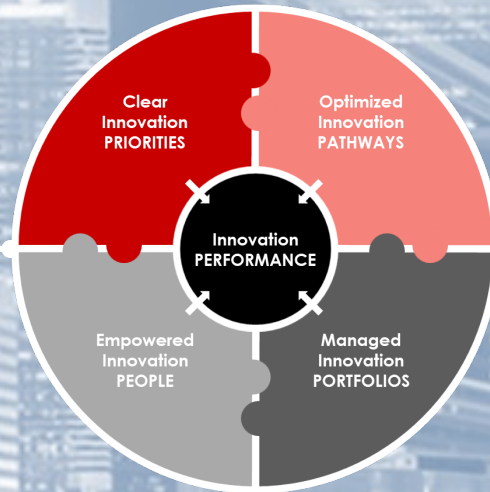 Clear
Innovation
PRIORITIES
Optimized
Innovation
PATHWAYS
Innovation
PERFORMANCE
Empowered
Innovation
PEOPLE
Managed
Innovation
PORTFOLIOS